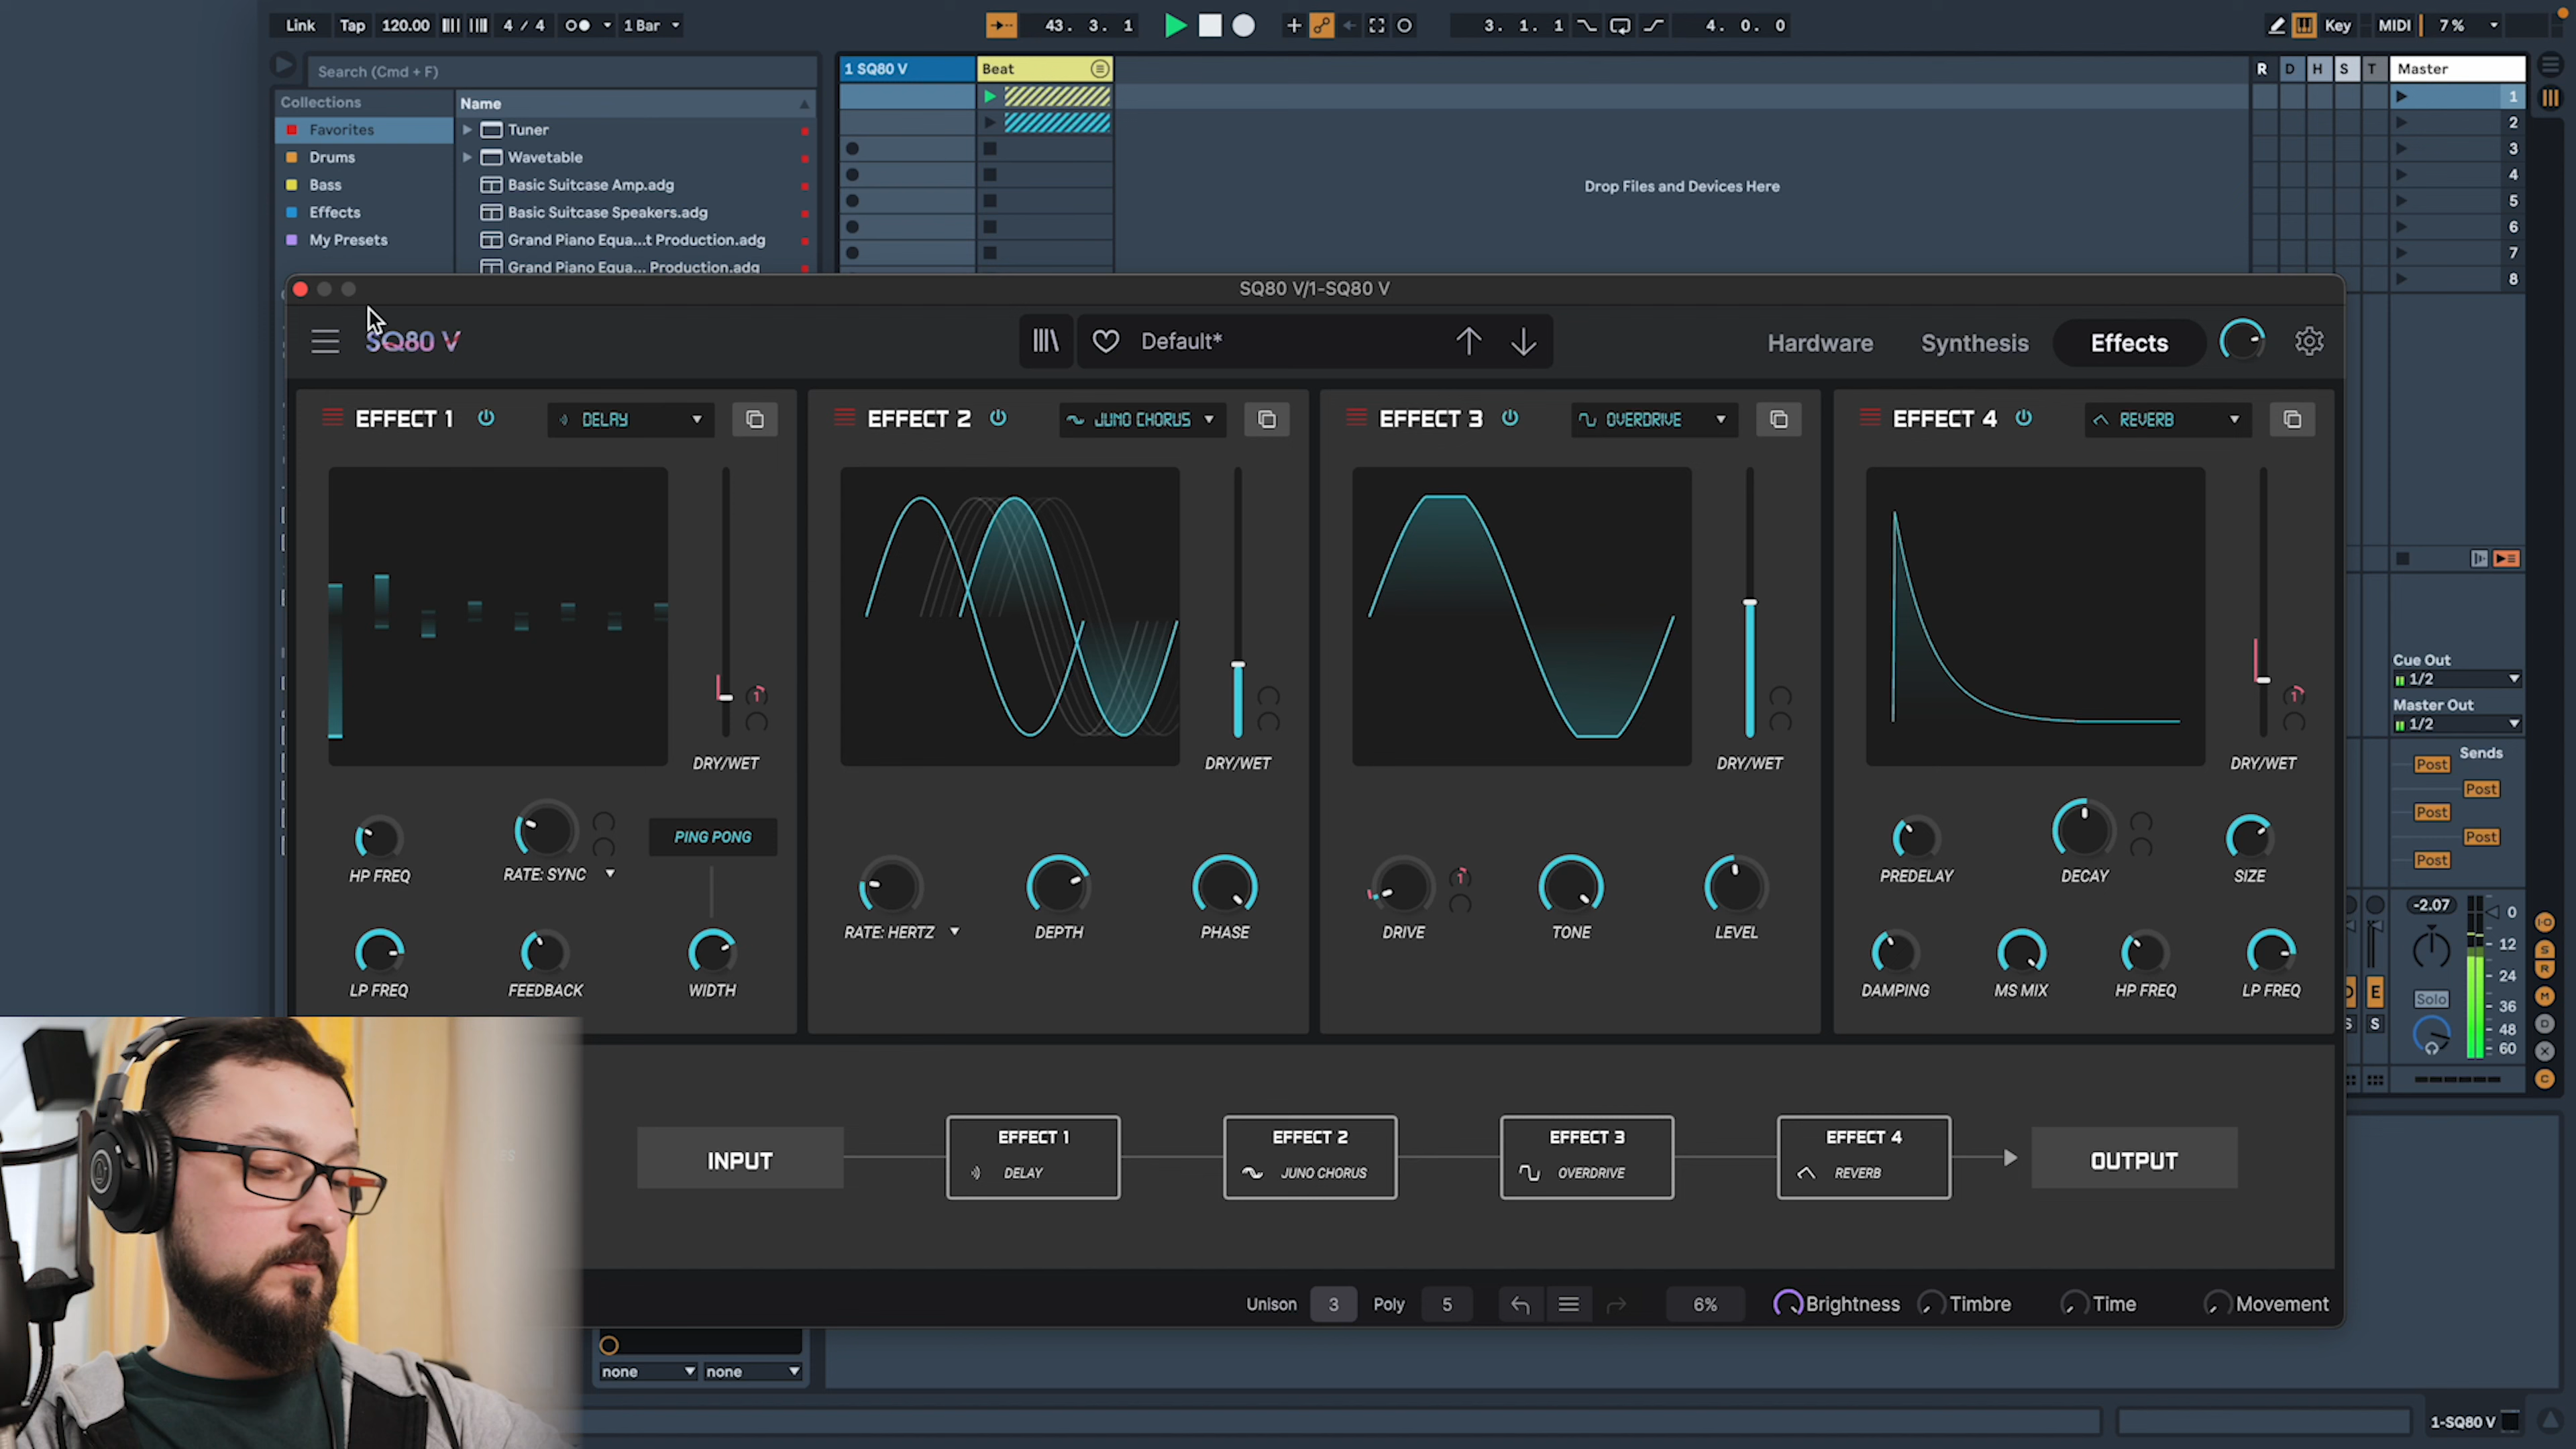 Link Tap 120.00 4 / 4 1 Bar 43. 3. 1 3. 1. 1 4. 0. 0 Key MIDI 7 %
Search (Cmd + F)
Collections Name
Favorites
Drums
Bass
Effects
My Presets
Tuner
Wavetable
Basic Suitcase Amp.adg
Basic Suitcase Speakers.adg
Grand Piano Equa...t Production.adg
Grand Piano Equa... Production.adg
1 SQ80 V Beat
Drop Files and Devices Here
R D H S T Master
1
2
3
4
5
6
7
8
SQ80 V/1-SQ80 V
SQ80 V Default* Hardware Synthesis Effects
EFFECT 1 DELAY
1
DRY/WET
HP FREQ RATE: SYNC PING PONG
LP FREQ FEEDBACK WIDTH
EFFECT 2 JUNO CHORUS
DRY/WET
RATE: HERTZ DEPTH PHASE
EFFECT 3 OVERDRIVE
DRY/WET
1
DRIVE TONE LEVEL
EFFECT 4 REVERB
1
DRY/WET
PREDELAY DECAY SIZE
DAMPING MS MIX HP FREQ LP FREQ
INPUT
EFFECT 1
DELAY
EFFECT 2
JUNO CHORUS
EFFECT 3
OVERDRIVE
EFFECT 4
REVERB
OUTPUT
Unison 3 Poly 5 6% Brightness Timbre Time Movement
Cue Out
1/2
Master Out
1/2
Sends
Post
Post
Post
Post
Post
-2.07
0
12
24
36
48
60
Solo
E
S S
I-O
S
R
M
D
X
C
none none
1-SQ80 V